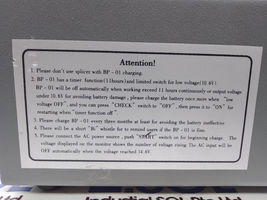 Attention!
1. Please don't use splicer with BP-01 charging.
2. BP-01 has a timer function (11hours) and limited switch for low voltage(10.4V).
BP-01 will be off automatically when working exceed 11 hours continuously or output voltage
under 10.4V for avoiding battery damage , please charge the battery once more when "low
voltage OFF", and you can press "CHECK" switch to "OFF", then press it to "ON" for
restarting when "timer function off".
3. Please charge BP-01 every three months at least for avoiding the battery ineffective.
4. There will be a short "Bi" whistle for to remind users if the BP-01 is fine.
5. Please connect the AC power source , push "START" switch on for beginning charge. The
voltage displayed on the monitor shows the number of voltage rising. The AC input will be
OFF automatically when the voltage reached 14.4V.